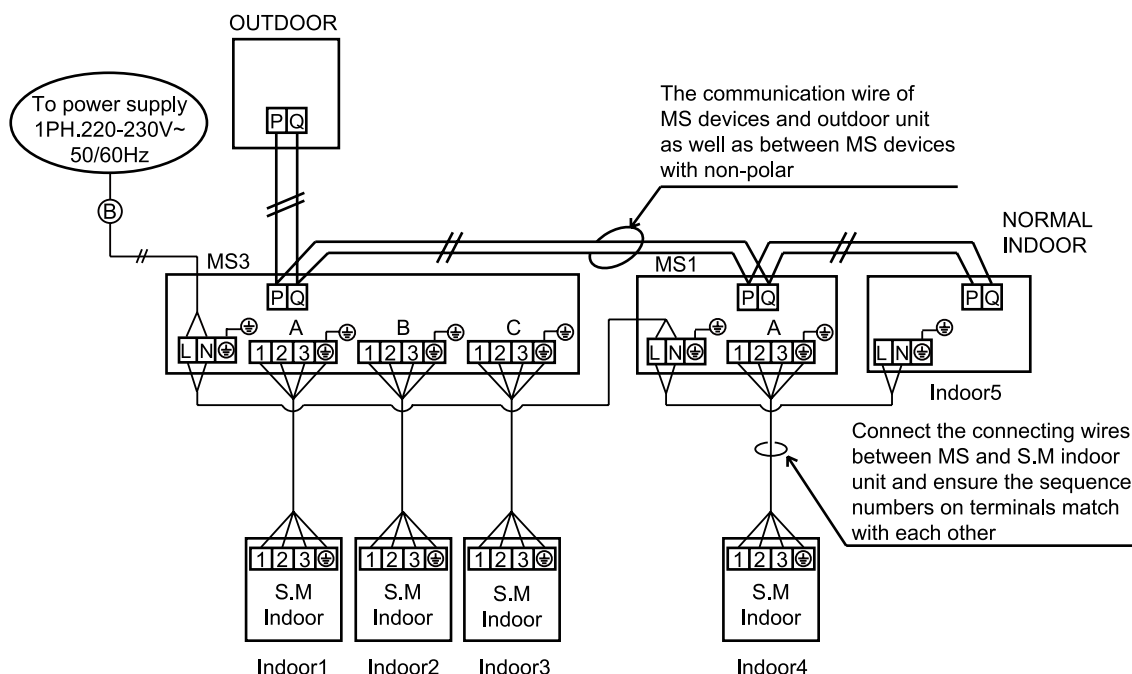 OUTDOOR
To power supply
1PH.220-230V~
50/60Hz
P Q
The communication wire of
MS devices and outdoor unit
as well as between MS devices
with non-polar
B
NORMAL
INDOOR
MS3
MS1
P Q
P Q
P Q
A
B
C
A
L N
1 2 3
1 2 3
1 2 3
L N
1 2 3
L N
Indoor5
Connect the connecting wires
between MS and S.M indoor
unit and ensure the sequence
numbers on terminals match
with each other
1 2 3
1 2 3
1 2 3
1 2 3
S.M
Indoor
S.M
Indoor
S.M
Indoor
S.M
Indoor
Indoor1
Indoor2
Indoor3
Indoor4